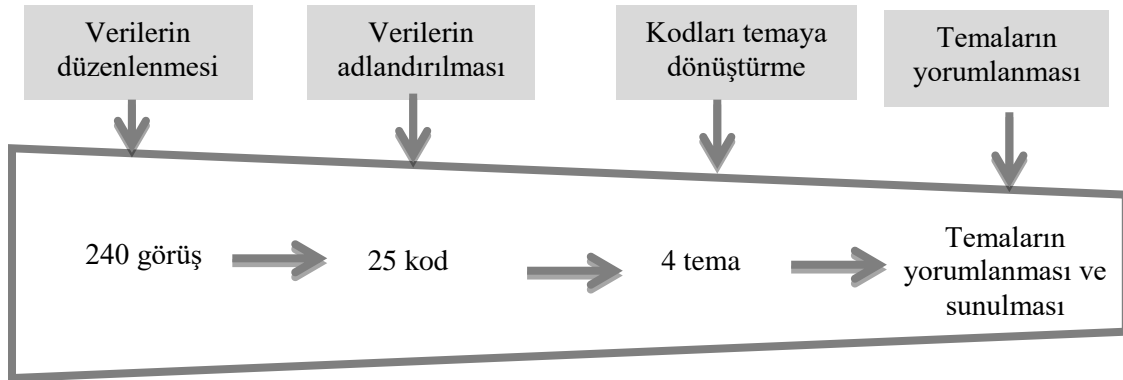 Verilerin
düzenlenmesi
Verilerin
adlandırılması
Kodları temaya
dönüştürme
Temaların
yorumlanması
240 görüş
25 kod
4 tema
Temaların
yorumlanması ve
sunulması